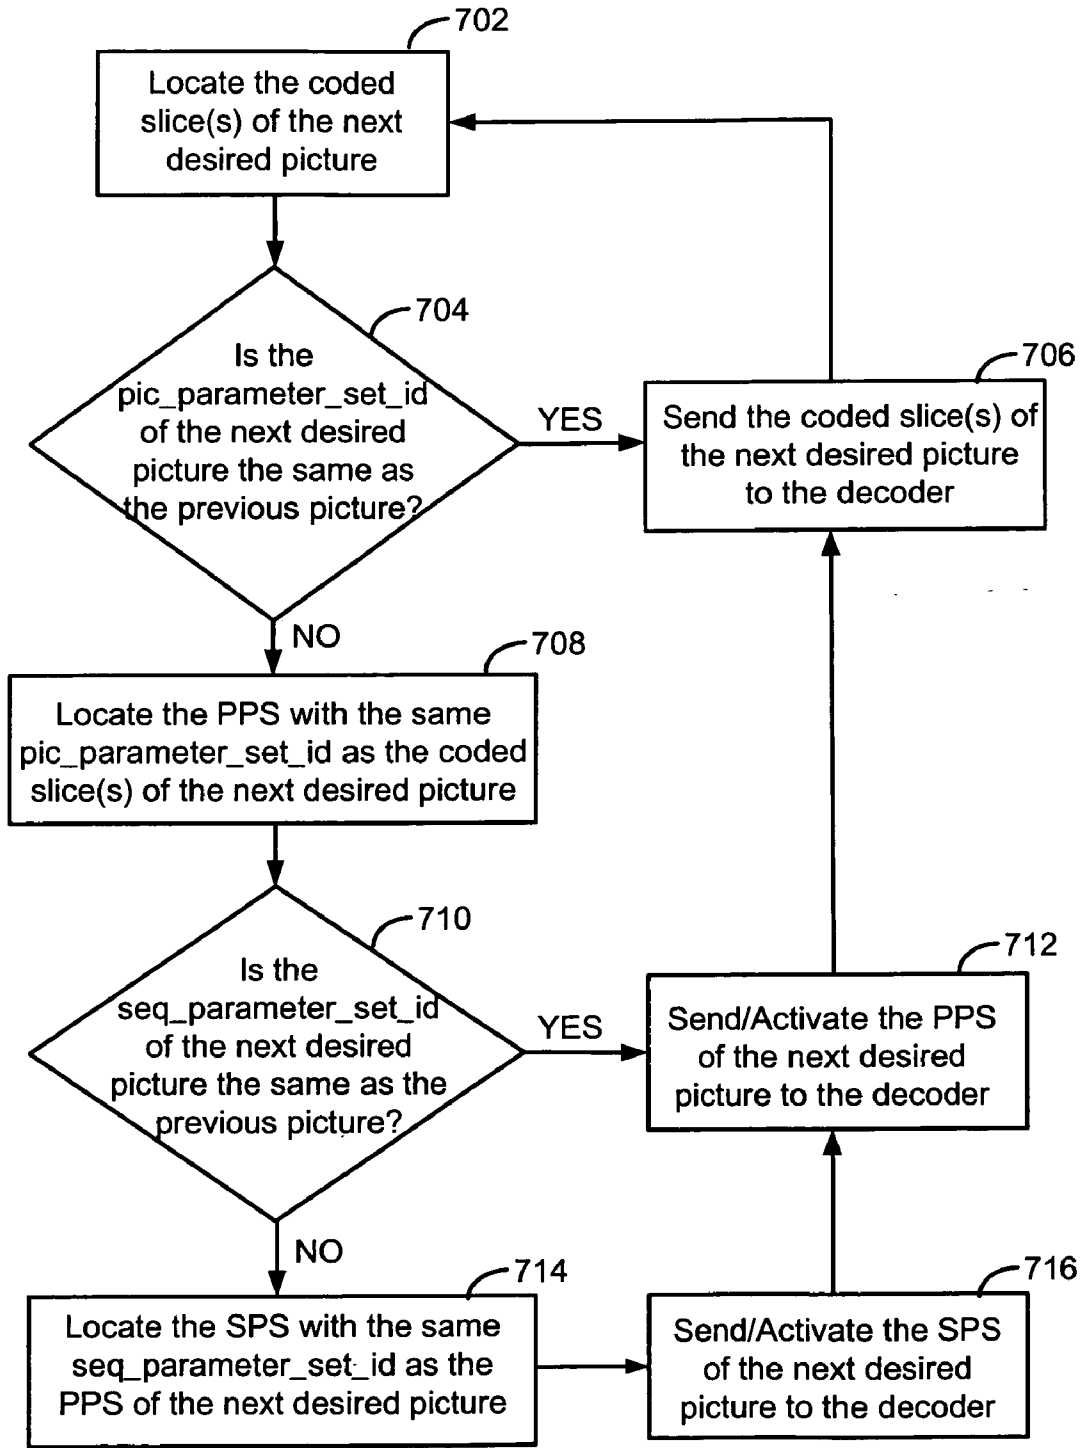 702
Locate the coded
slice(s) of the next
desired picture
704
Is the
pic_parameter_set_id
of the next desired
picture the same as
the previous picture?
YES
706
Send the coded slice(s) of
the next desired picture
to the decoder
NO
708
Locate the PPS with the same
pic_parameter_set_id as the coded
slice(s) of the next desired picture
710
Is the
seq_parameter_set_id
of the next desired
picture the same as the
previous picture?
YES
712
Send/Activate the PPS
of the next desired
picture to the decoder
NO
714
Locate the SPS with the same
seq_parameter_set_id as the
PPS of the next desired picture
716
Send/Activate the SPS
of the next desired
picture to the decoder